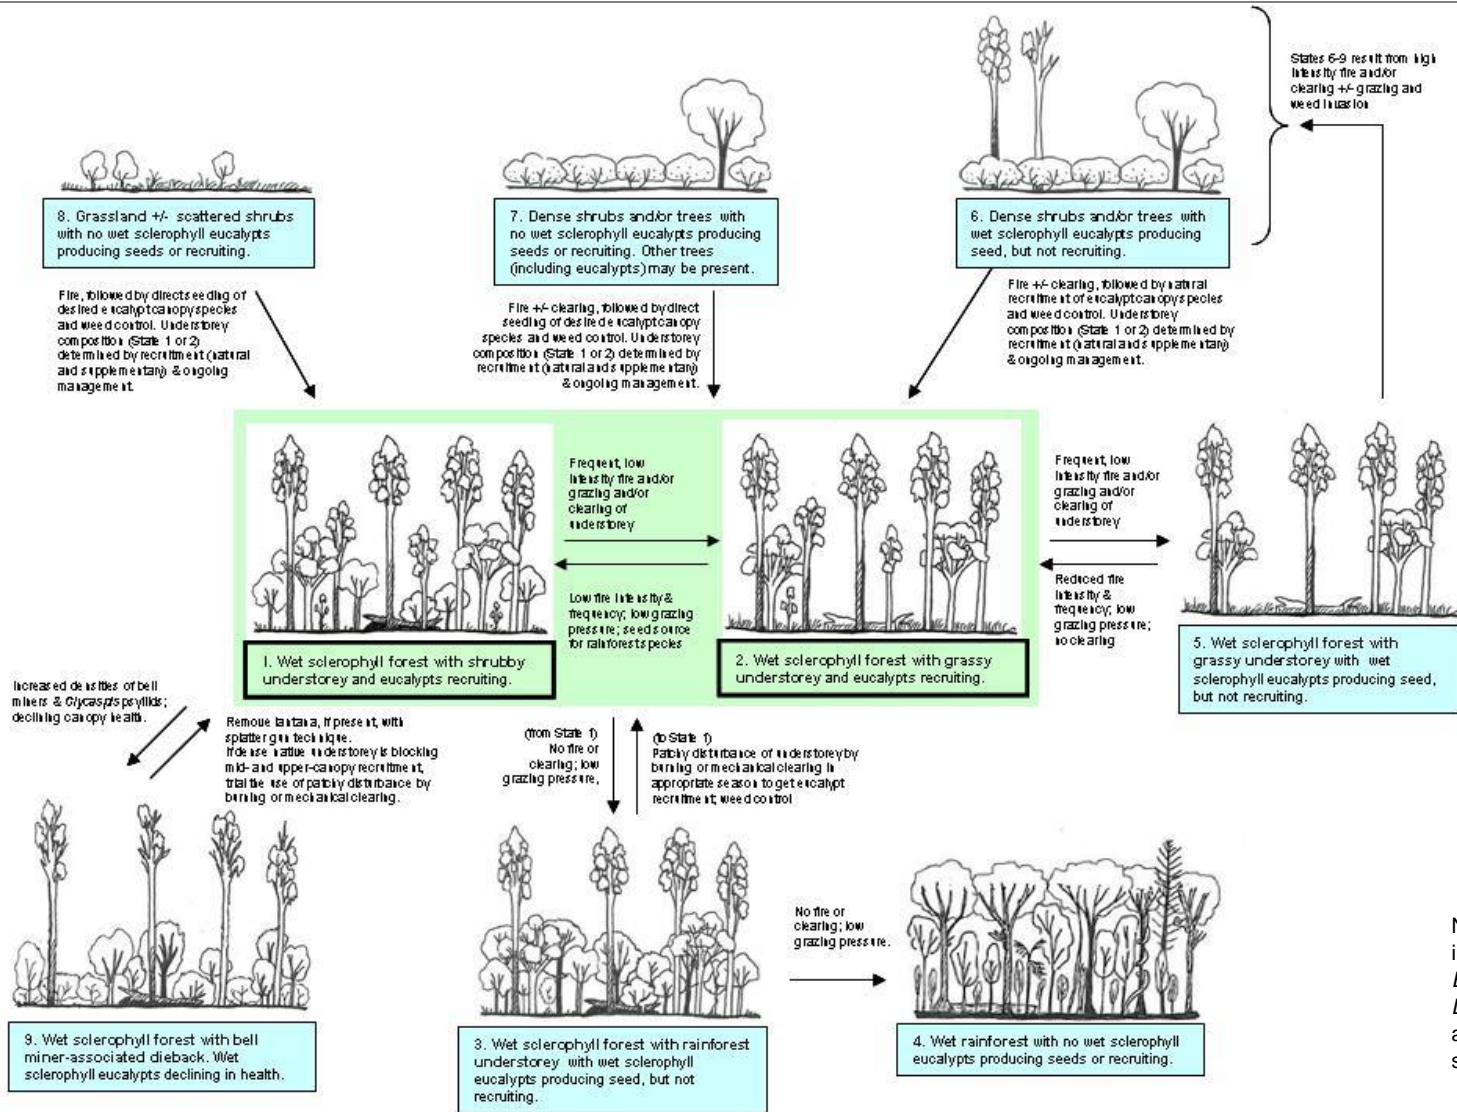 States 6-9 result from high
intensity fire and/or
clearing +/- grazing and
weed invasion
8. Grassland +/- scattered shrubs
with no wet sclerophyll eucalypts
producing seeds or recruiting.
7. Dense shrubs and/or trees with
no wet sclerophyll eucalypts producing
seeds or recruiting. Other trees
(including eucalypts) may be present.
6. Dense shrubs and/or trees with
wet sclerophyll eucalypts producing
seed, but not recruiting.
Fire, followed by direct seeding of
desired eucalypt canopy species
and weed control. Understorey
composition (State 1 or 2)
determined by recruitment (natural
and supplementary) & ongoing
management.
Fire +/- clearing, followed by direct
seeding of desired eucalypt canopy
species and weed control. Understorey
composition (State 1 or 2) determined by
recruitment (natural and supplementary)
& ongoing management.
Fire +/- clearing, followed by natural
recruitment of eucalypt canopy species
and weed control. Understorey
composition (State 1 or 2) determined by
recruitment (natural and supplementary)
& ongoing management.
Frequent, low
intensity fire and/or
grazing and/or
clearing of
understorey
Low fire intensity &
frequency; low grazing
pressure; seed source
for rainforest species
Frequent, low
intensity fire and/or
grazing and/or
clearing of
understorey
Reduced fire
intensity &
frequency; low
grazing pressure;
no clearing
1. Wet sclerophyll forest with shrubby
understorey and eucalypts recruiting.
2. Wet sclerophyll forest with grassy
understorey and eucalypts recruiting.
5. Wet sclerophyll forest with
grassy understorey with wet
sclerophyll eucalypts producing seed,
but not recruiting.
Increased densities of bell
miners & Glycaspis psyllids;
declining canopy health.
Remove lantana, if present, with
splatter gun technique.
If dense native understorey is blocking
mid- and upper-canopy recruitment,
trial the use of patchy disturbance by
burning or mechanical clearing.
(from State 1)
No fire or
clearing; low
grazing pressure,
(to State 1)
Patchy disturbance of understorey by
burning or mechanical clearing in
appropriate season to get eucalypt
recruitment; weed control
No fire or
clearing; low
grazing pressure.
9. Wet sclerophyll forest with bell
miner-associated dieback. Wet
sclerophyll eucalypts declining in health.
3. Wet sclerophyll forest with rainforest
understorey with wet sclerophyll
eucalypts producing seed, but not
recruiting.
4. Wet rainforest with no wet sclerophyll
eucalypts producing seeds or recruiting.